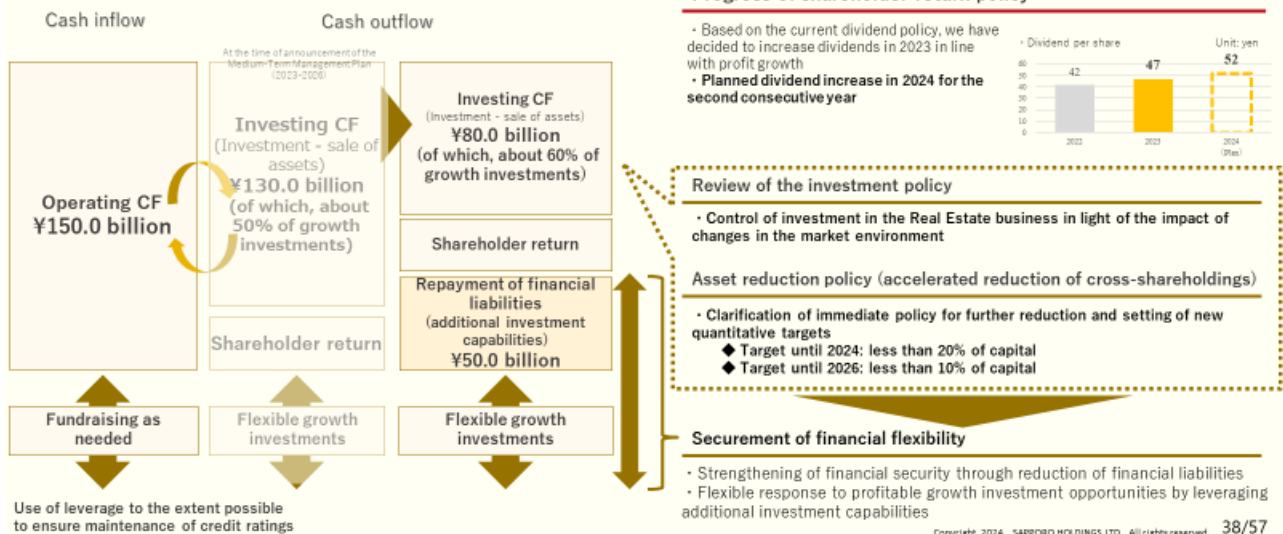 Cash inflow
Cash outflow
At the time of announcement of the
Medium-Term Management Plan
(2023-2026)
Operating CF
¥150.0 billion
Investing CF
(Investment - sale of
assets)
¥130.0 billion
(of which, about
50% of growth
investments)
Shareholder return
Investing CF
(Investment - sale of assets)
¥80.0 billion
(of which, about 60% of
growth investments)
Shareholder return
Repayment of financial
liabilities
(additional investment
capabilities)
¥50.0 billion
Fundraising as
needed
Flexible growth
investments
Flexible growth
investments
Use of leverage to the extent possible
to ensure maintenance of credit ratings
Progress of shareholder return policy
・Based on the current dividend policy, we have
decided to increase dividends in 2023 in line
with profit growth
・Planned dividend increase in 2024 for the
second consecutive year
・Dividend per share
Unit: yen
60
50
40
30
20
10
0
42
47
52
2022
2023
2024
(Plan)
Review of the investment policy
・Control of investment in the Real Estate business in light of the impact of
changes in the market environment
Asset reduction policy (accelerated reduction of cross-shareholdings)
・Clarification of immediate policy for further reduction and setting of new
quantitative targets
◆ Target until 2024: less than 20% of capital
◆ Target until 2026: less than 10% of capital
Securement of financial flexibility
・Strengthening of financial security through reduction of financial liabilities
・Flexible response to profitable growth investment opportunities by leveraging
additional investment capabilities
Copyright, 2024 SAPPORO HOLDINGS LTD. All rights reserved
38/57